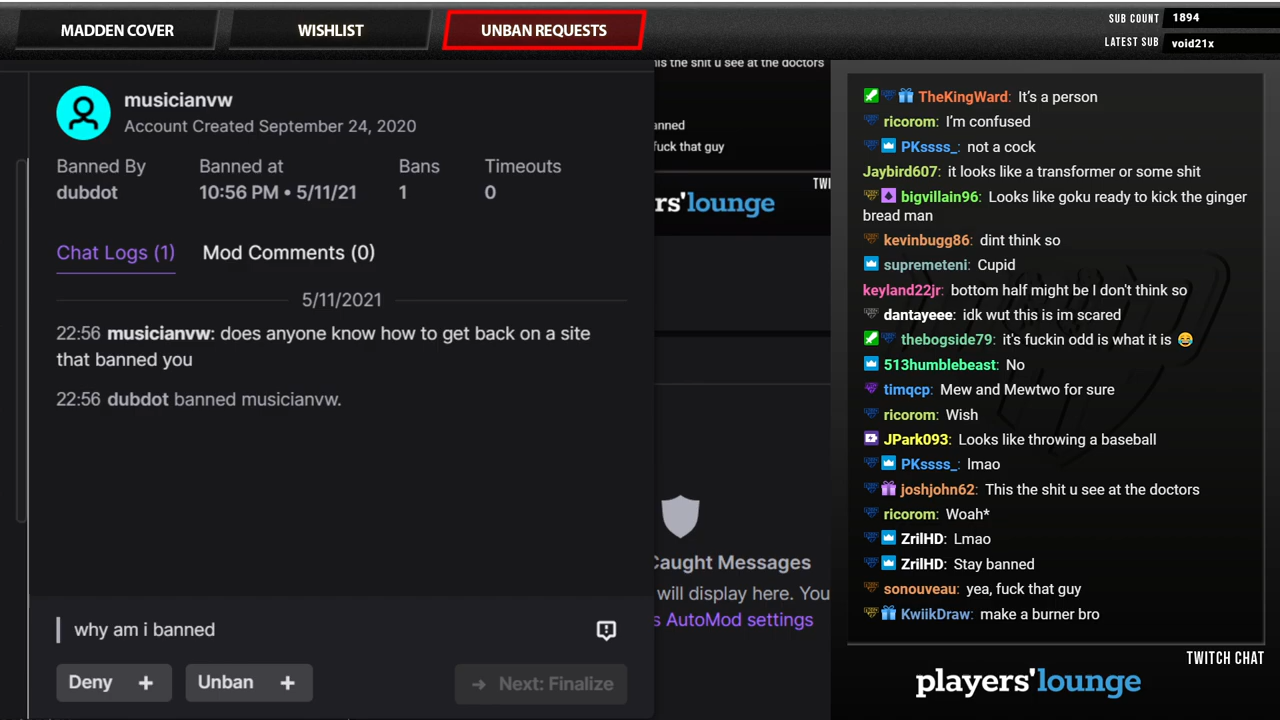 MADDEN COVER
WISHLIST
UNBAN REQUESTS
SUB COUNT 1894
LATEST SUB void21x
musicianvw
Account Created September 24, 2020
Banned By
dubdot
Banned at
10:56 PM • 5/11/21
Bans
1
Timeouts
0
Chat Logs (1)
Mod Comments (0)
5/11/2021
22:56 musicianvw: does anyone know how to get back on a site
that banned you
22:56 dubdot banned musicianvw.
why am i banned
Deny +
Unban +
→ Next: Finalize
his the shit u see at the doctors
anned
fuck that guy
TWI
rs'lounge
Caught Messages
will display here. You
s AutoMod settings
TheKingWard: It's a person
ricorom: I'm confused
PKssss_: not a cock
Jaybird607: it looks like a transformer or some shit
bigvillain96: Looks like goku ready to kick the ginger
bread man
kevinbugg86: dint think so
supremeteni: Cupid
keyland22jr: bottom half might be I don't think so
dantayeee: idk wut this is im scared
thebogside79: it's fuckin odd is what it is 😂
513humblebeast: No
timqcp: Mew and Mewtwo for sure
ricorom: Wish
JPark093: Looks like throwing a baseball
PKssss_: lmao
joshjohn62: This the shit u see at the doctors
ricorom: Woah*
ZrilHD: Lmao
ZrilHD: Stay banned
sonouveau: yea, fuck that guy
KwiikDraw: make a burner bro
TWITCH CHAT
players'lounge